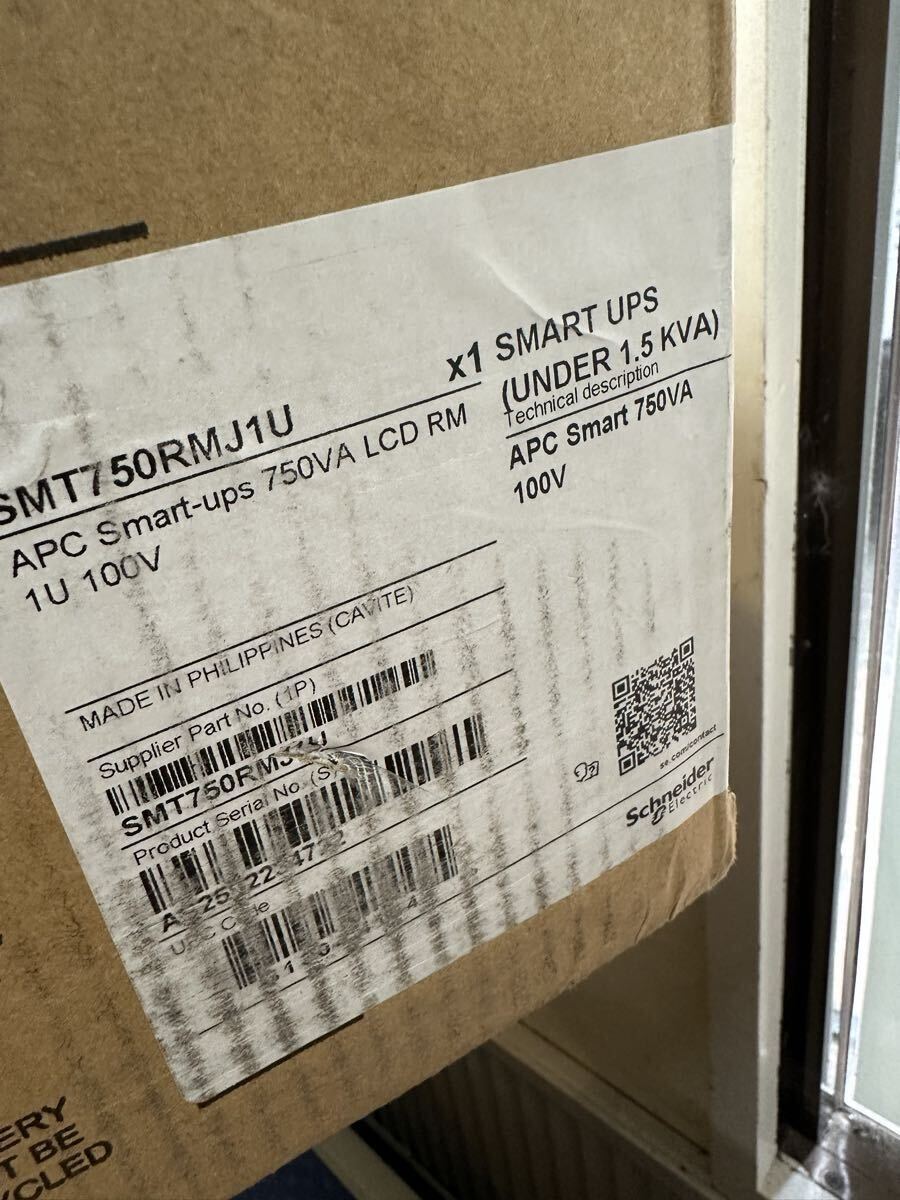 SMT750RMJ1U
x1
APC Smart-ups 750VA LCD RM
1U 100V
SMART UPS
(UNDER 1.5 KVA)
Technical description
APC Smart 750VA
100V
MADE IN PHILIPPINES (CAVITE)
Supplier Part No. (1P)
Product Serial No.
se.com/contact
Schneider
Electric
T BE